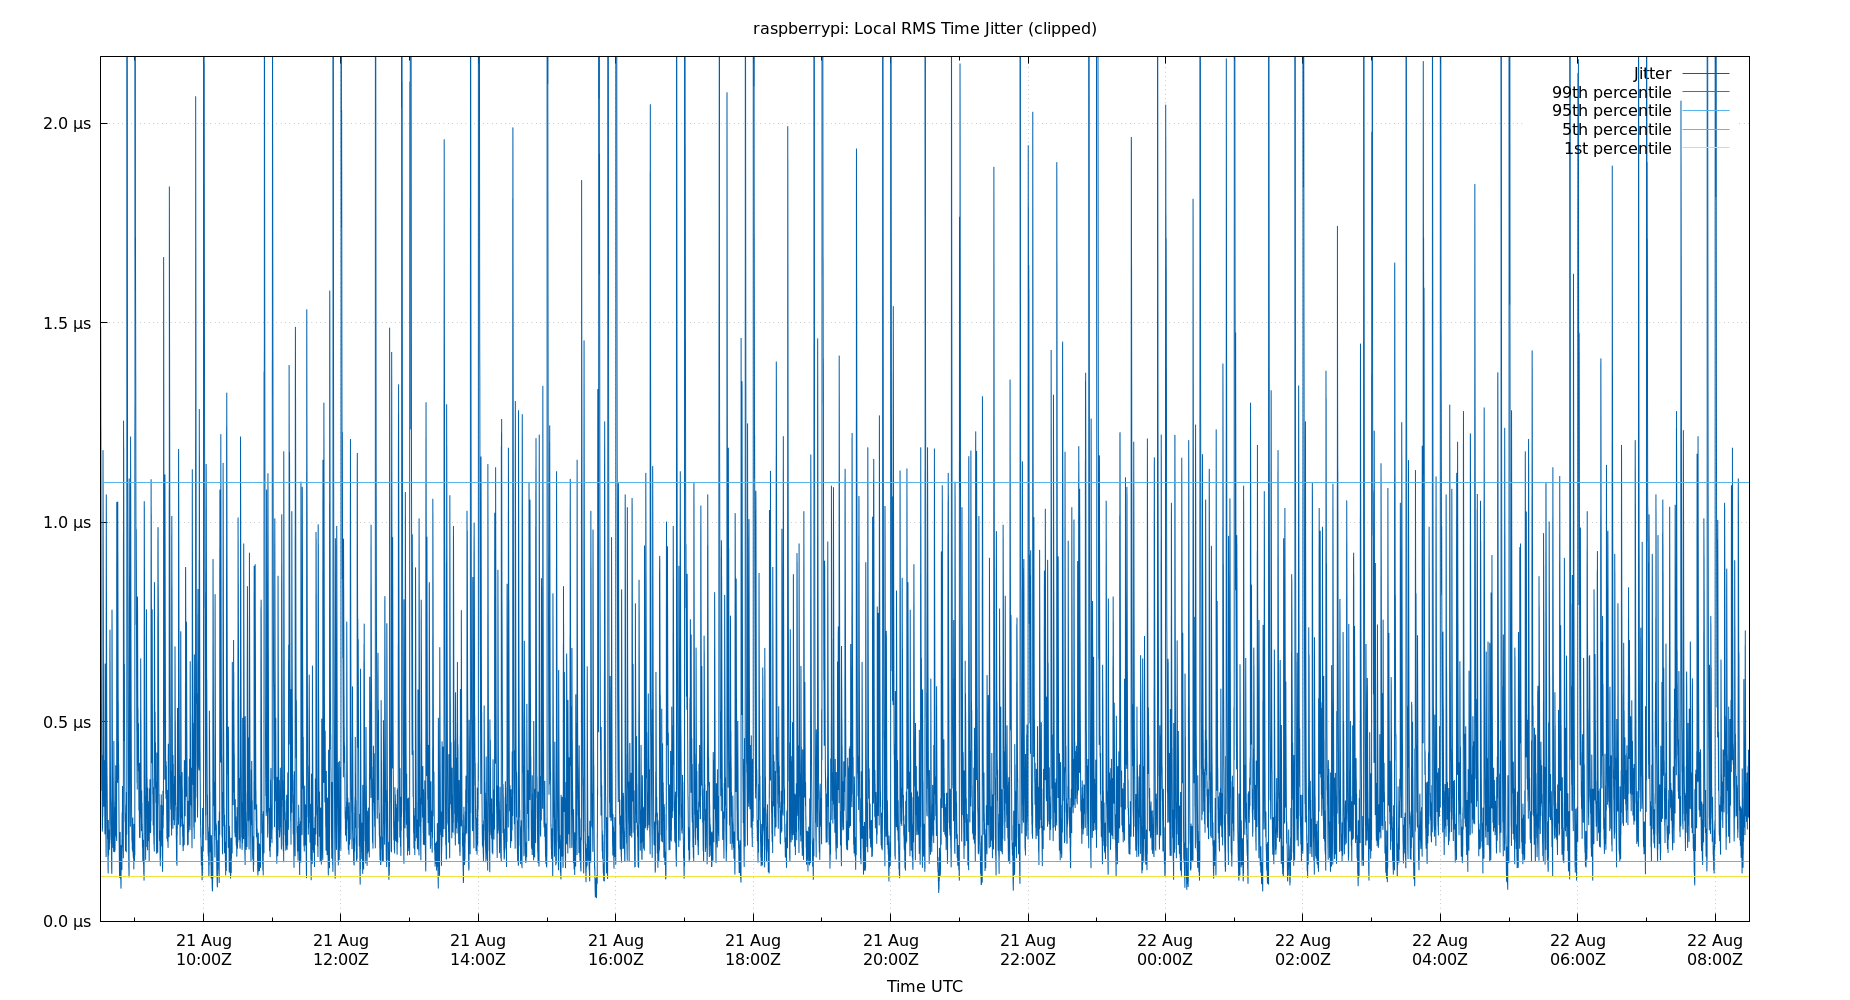 raspberrypi: Local RMS Time Jitter (clipped)
Jitter
99th percentile
95th percentile
5th percentile
1st percentile
2.0 µs
1.5 µs
1.0 µs
0.5 µs
0.0 µs
21 Aug 21 Aug 21 Aug 21 Aug 21 Aug 21 Aug 21 Aug 22 Aug 22 Aug 22 Aug 22 Aug 22 Aug
10:00Z 12:00Z 14:00Z 16:00Z 18:00Z 20:00Z 22:00Z 00:00Z 02:00Z 04:00Z 06:00Z 08:00Z
Time UTC